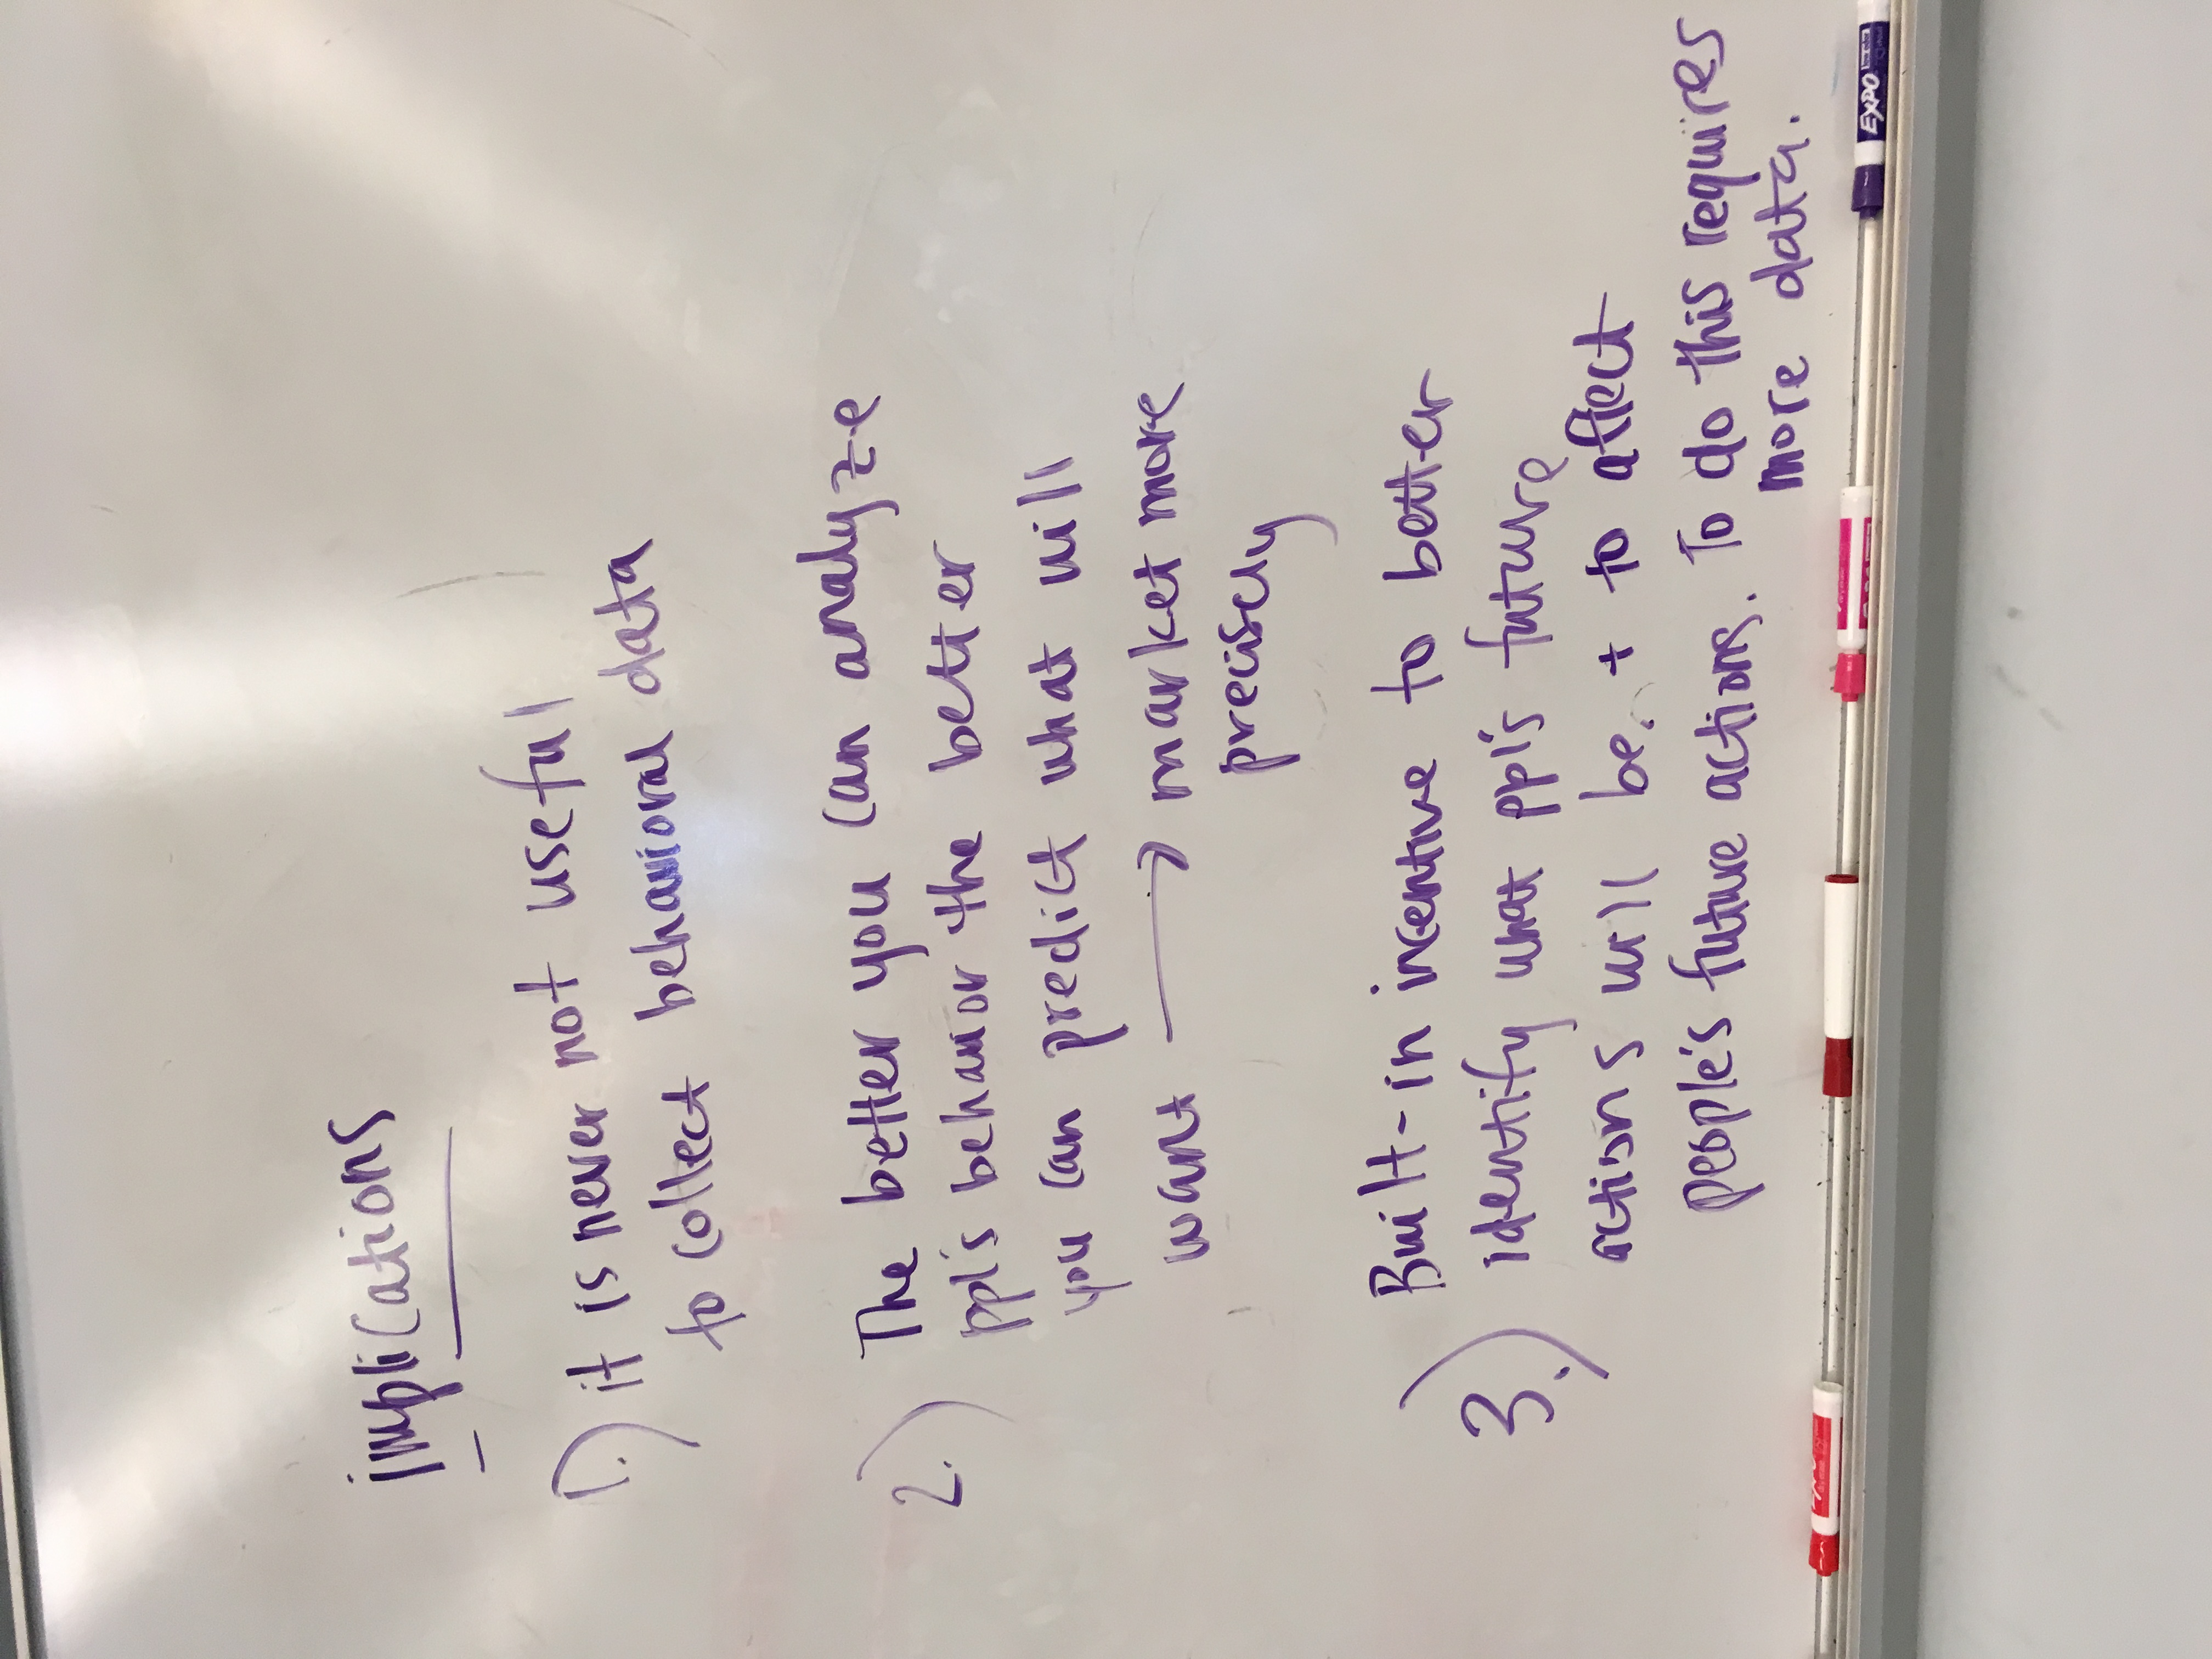 implications
1.) it is never not useful
to collect behavioral data
2.) The better you can analyze
ppl's behavior the better
you can predict what will
want → market more
precisely
3.) Built-in incentive to better
identify what ppl's future
actions will be. + to affect
people's future actions. To do this requires
more data.
EXPO